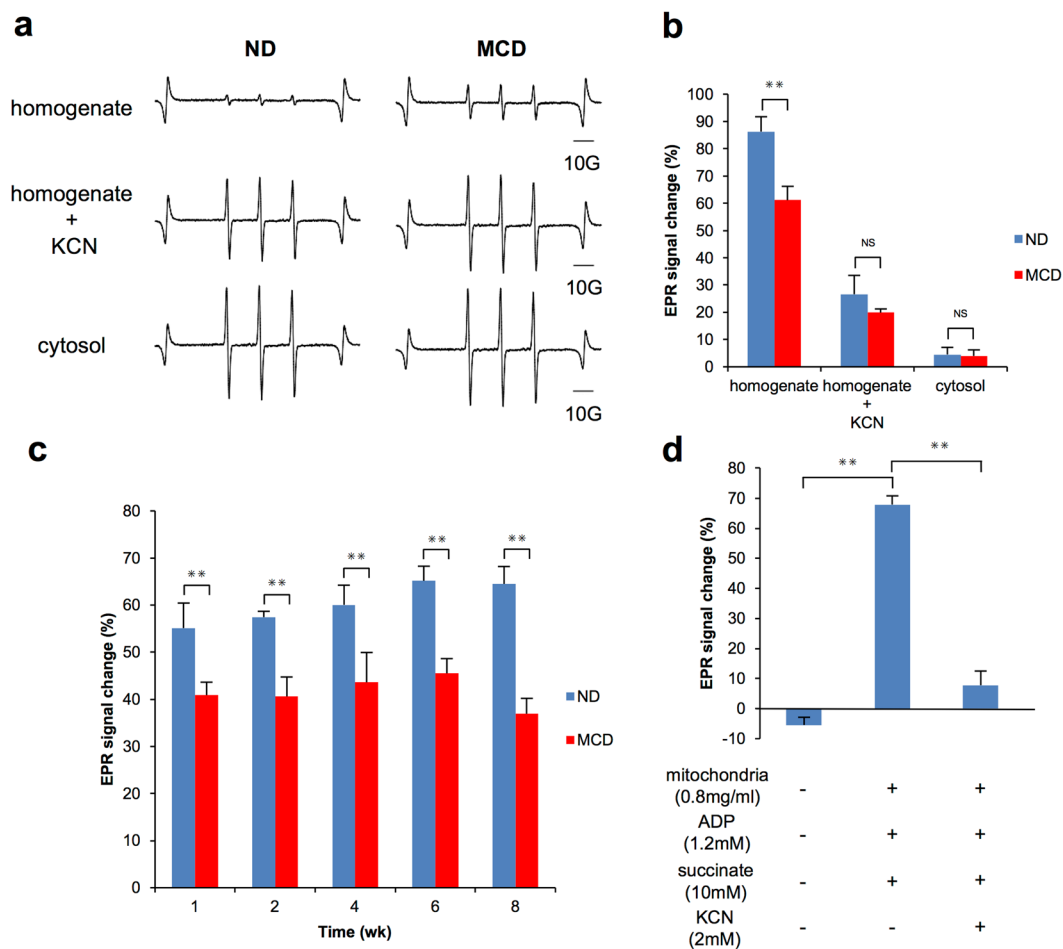 a
ND
MCD
homogenate
10G
homogenate
+
KCN
10G
cytosol
10G
b
EPR signal change (%)
100
90
80
70
60
50
40
30
20
10
0
**
NS
NS
ND
MCD
homogenate
homogenate
+
KCN
cytosol
c
EPR signal change (%)
80
70
60
50
40
30
20
10
0
**
**
**
**
**
ND
MCD
1
2
4
6
8
Time (wk)
d
EPR signal change (%)
80
70
60
50
40
30
20
10
0
-10
**
**
mitochondria
(0.8mg/ml)
- + +
ADP
(1.2mM)
- + +
succinate
(10mM)
- + +
KCN
(2mM)
- - +